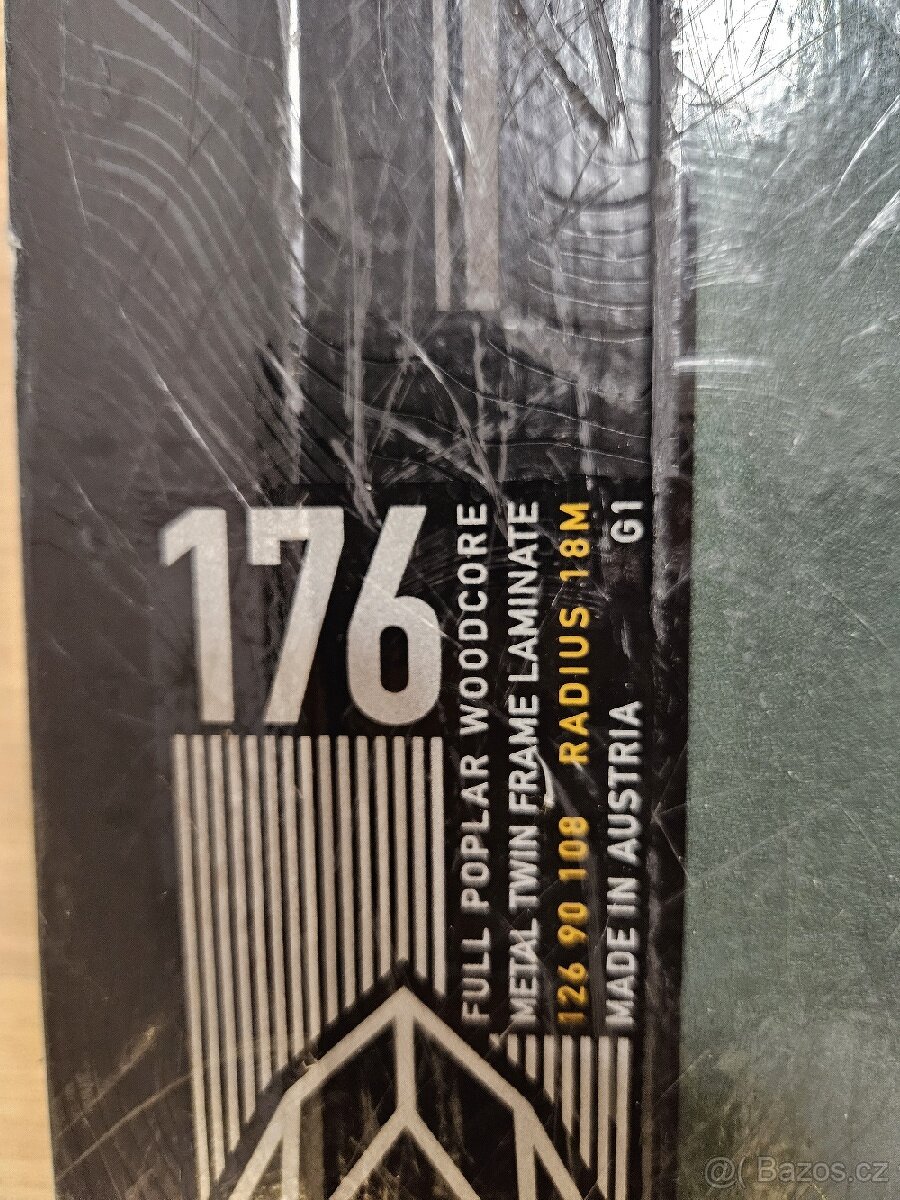 176
FULL POPLAR WOODCORE
METAL TWIN FRAME LAMINATE
126 90 108 RADIUS 18M
MADE IN AUSTRIA G1
@( Bazos.cz